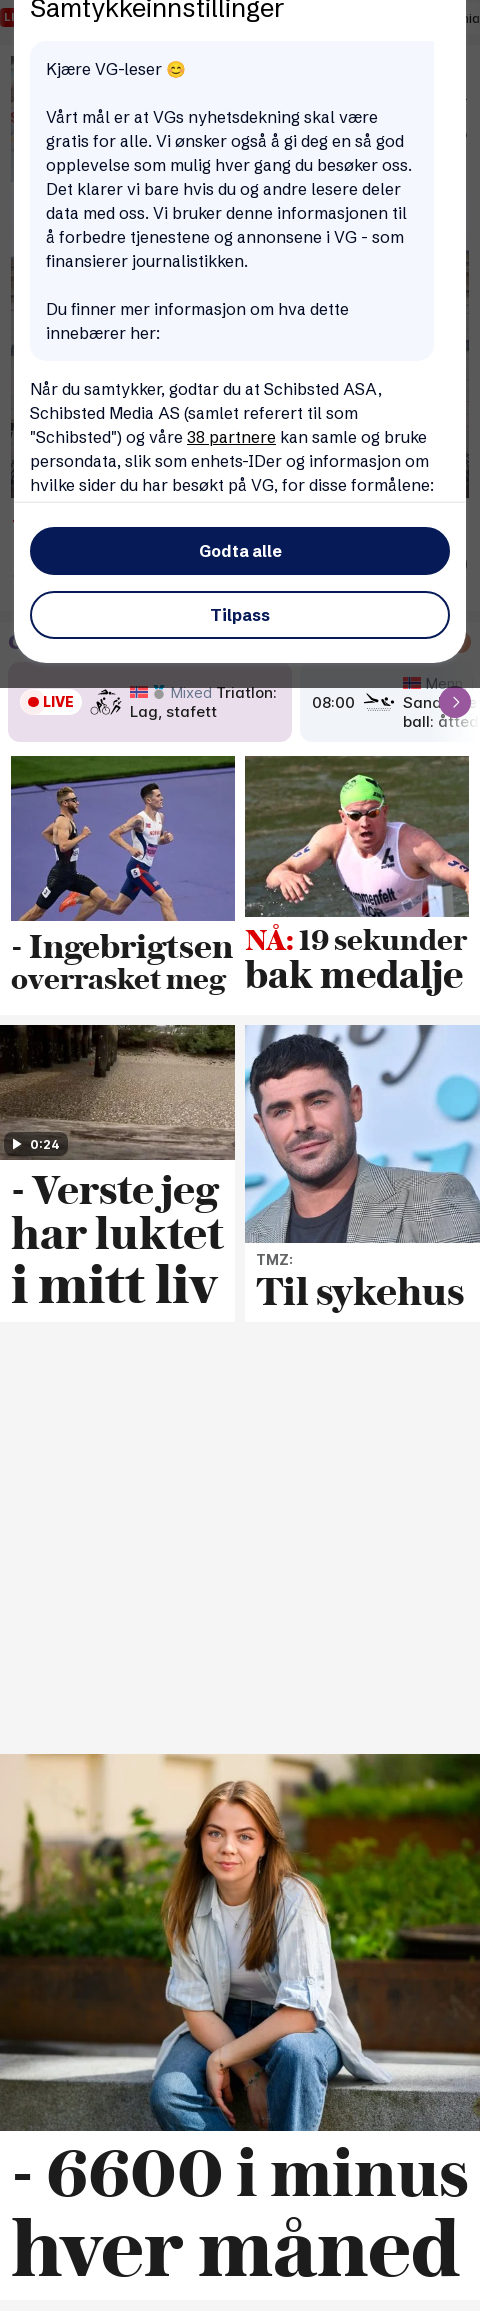 Samtykkeinnstillinger
Kjære VG-leser 😊
Vårt mål er at VGs nyhetsdekning skal være
gratis for alle. Vi ønsker også å gi deg en så god
opplevelse som mulig hver gang du besøker oss.
Det klarer vi bare hvis du og andre lesere deler
data med oss. Vi bruker denne informasjonen til
å forbedre tjenestene og annonsene i VG - som
finansierer journalistikken.
Du finner mer informasjon om hva dette
innebærer her:
Når du samtykker, godtar du at Schibsted ASA,
Schibsted Media AS (samlet referert til som
"Schibsted") og våre 38 partnere kan samle og bruke
persondata, slik som enhets-IDer og informasjon om
hvilke sider du har besøkt på VG, for disse formålene:
Godta alle
Tilpass
LIVE
Mixed Triatlon:
Lag, stafett
08:00
Menn
ball: åtted
- Ingebrigtsen
overrasket meg
NÅ: 19 sekunder
bak medalje
0:24
- Verste jeg
har luktet
i mitt liv
TMZ:
Til sykehus
- 6600 i minus
hver måned